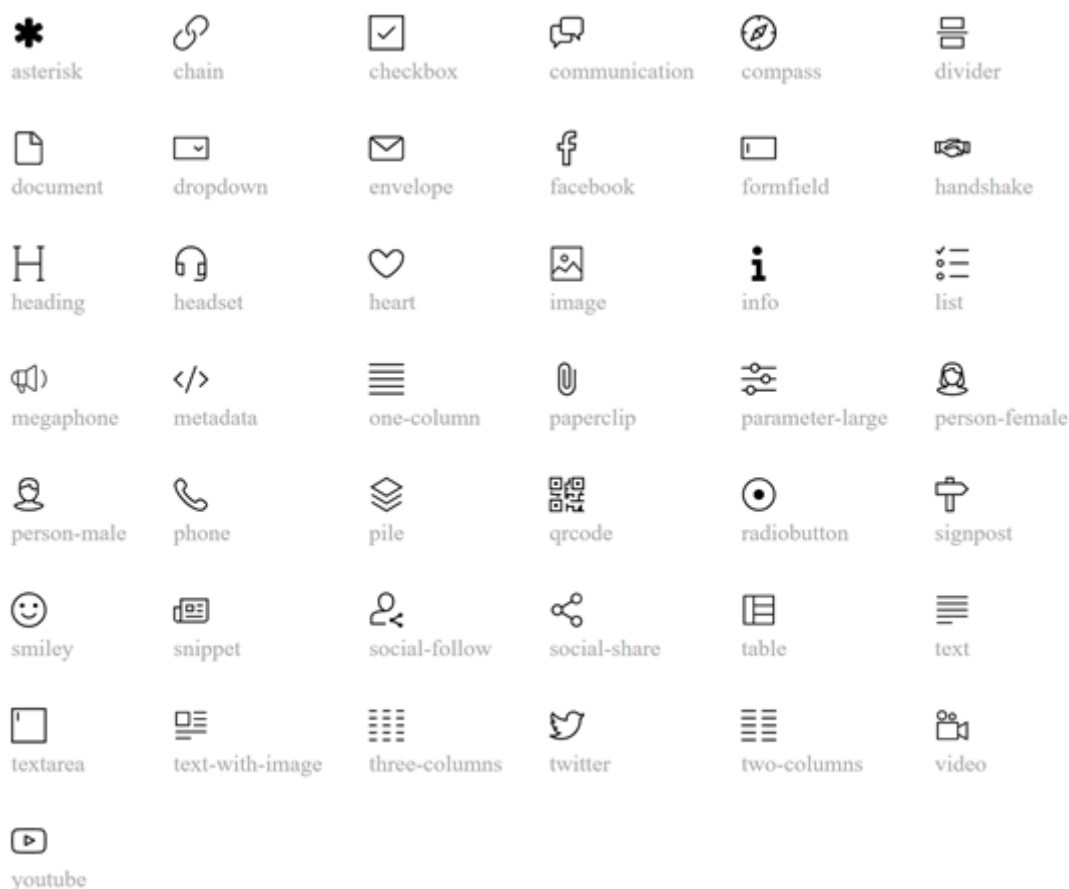 asterisk chain checkbox communication compass divider
document dropdown envelope facebook formfield handshake
heading headset heart image info list
megaphone metadata one-column paperclip parameter-large person-female
person-male phone pile qrcode radiobutton signpost
smiley snippet social-follow social-share table text
textarea text-with-image three-columns twitter two-columns video
youtube